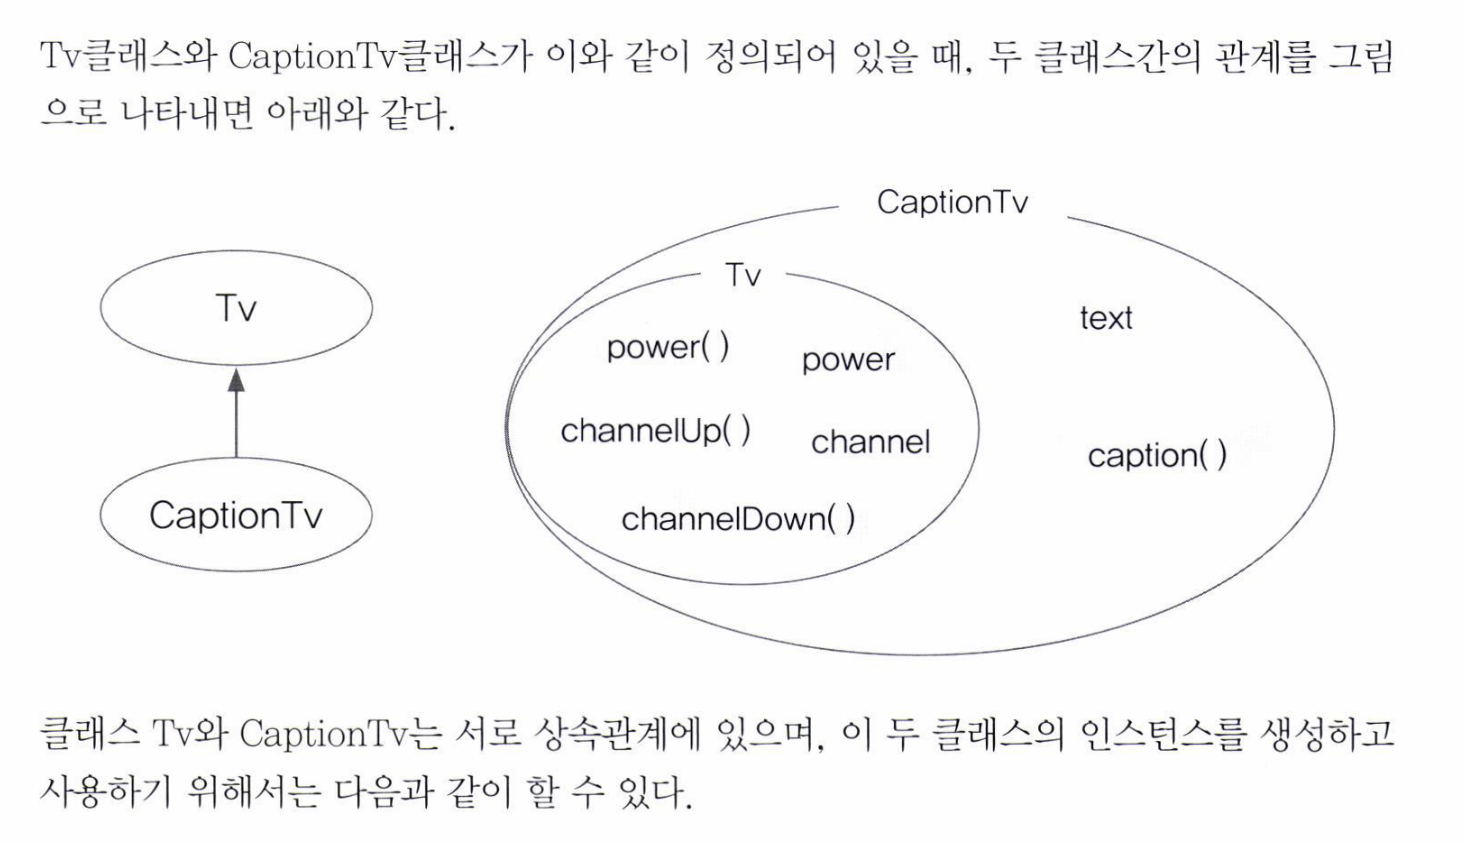 Tv클래스와 CaptionTv클래스가 이와 같이 정의되어 있을 때, 두 클래스간의 관계를 그림
으로 나타내면 아래와 같다.
CaptionTv
Tv
Tv
text
power( )
power
channelUp( )
channel
caption( )
CaptionTv
channelDown( )
클래스 Tv와 CaptionTv는 서로 상속관계에 있으며, 이 두 클래스의 인스턴스를 생성하고
사용하기 위해서는 다음과 같이 할 수 있다.